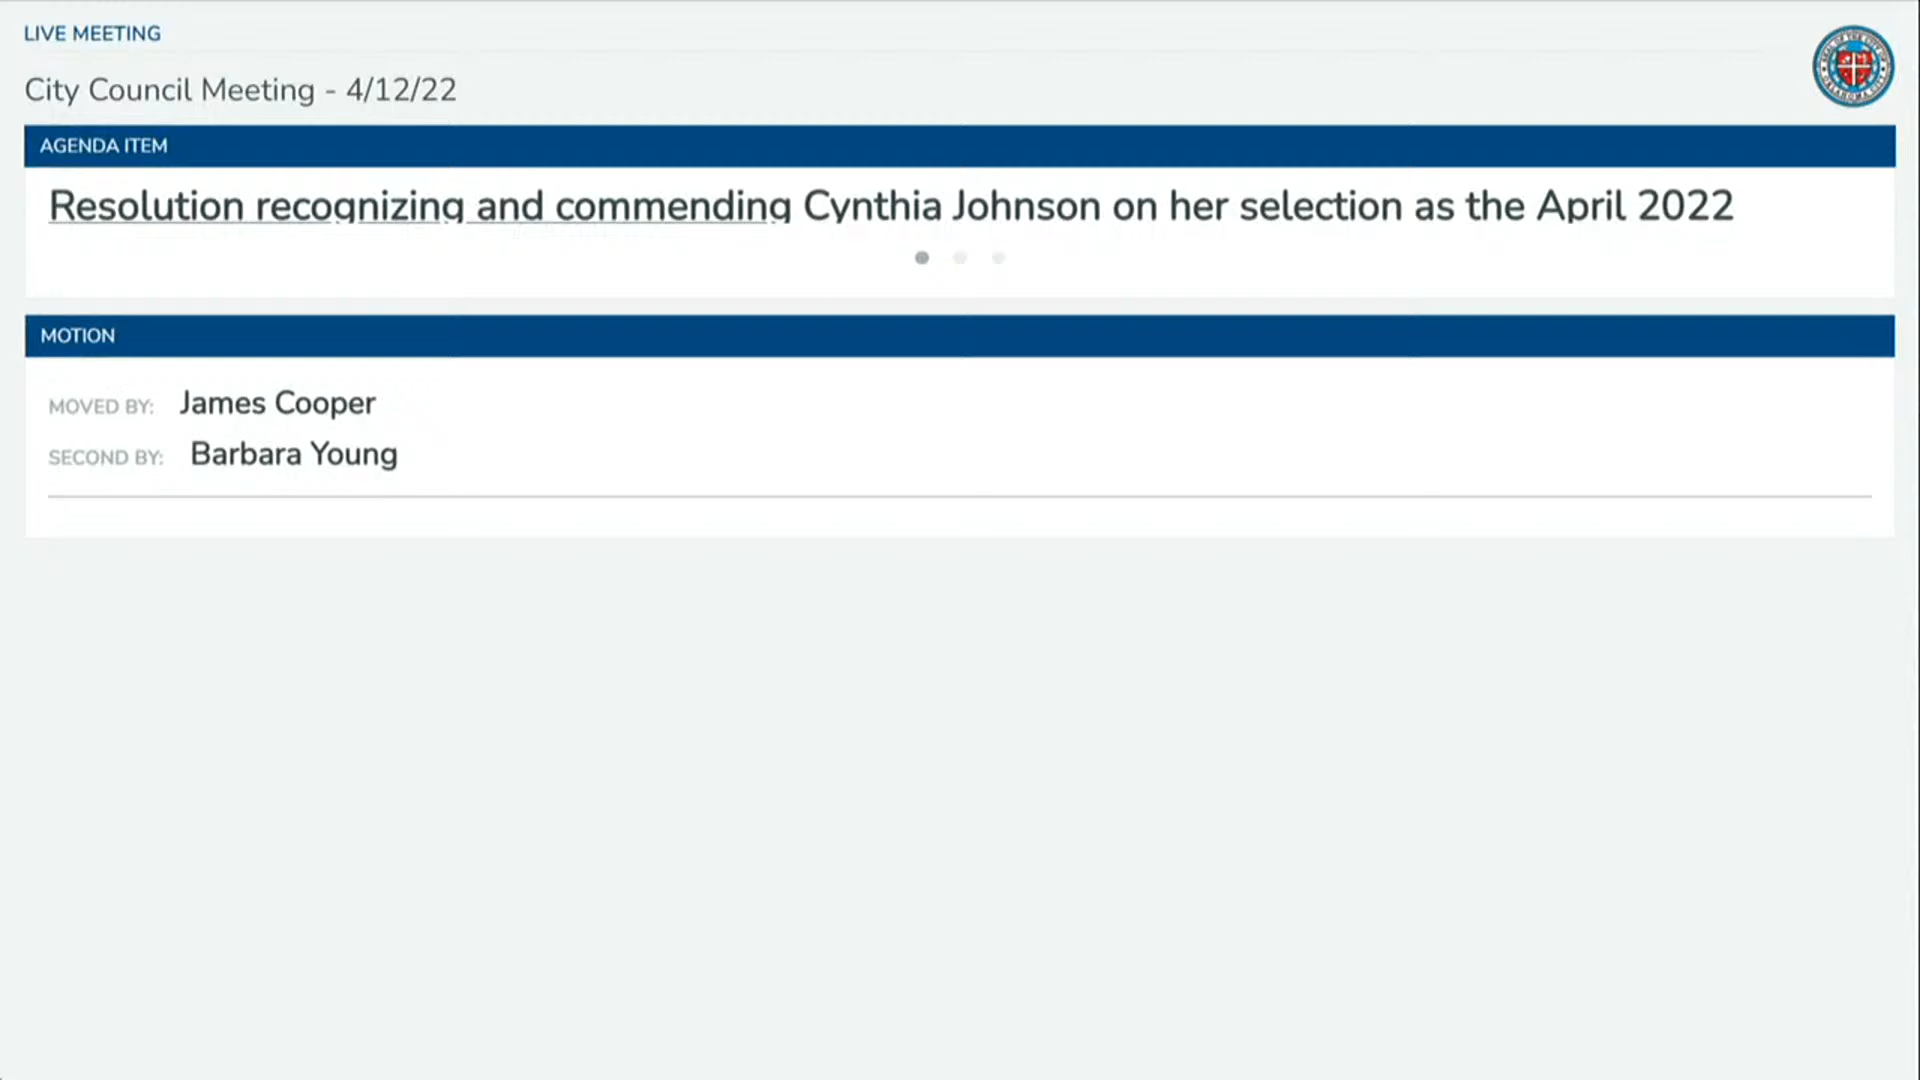 LIVE MEETING
City Council Meeting - 4/12/22
AGENDA ITEM
Resolution recognizing and commending Cynthia Johnson on her selection as the April 2022
MOTION
MOVED BY: James Cooper
SECOND BY: Barbara Young